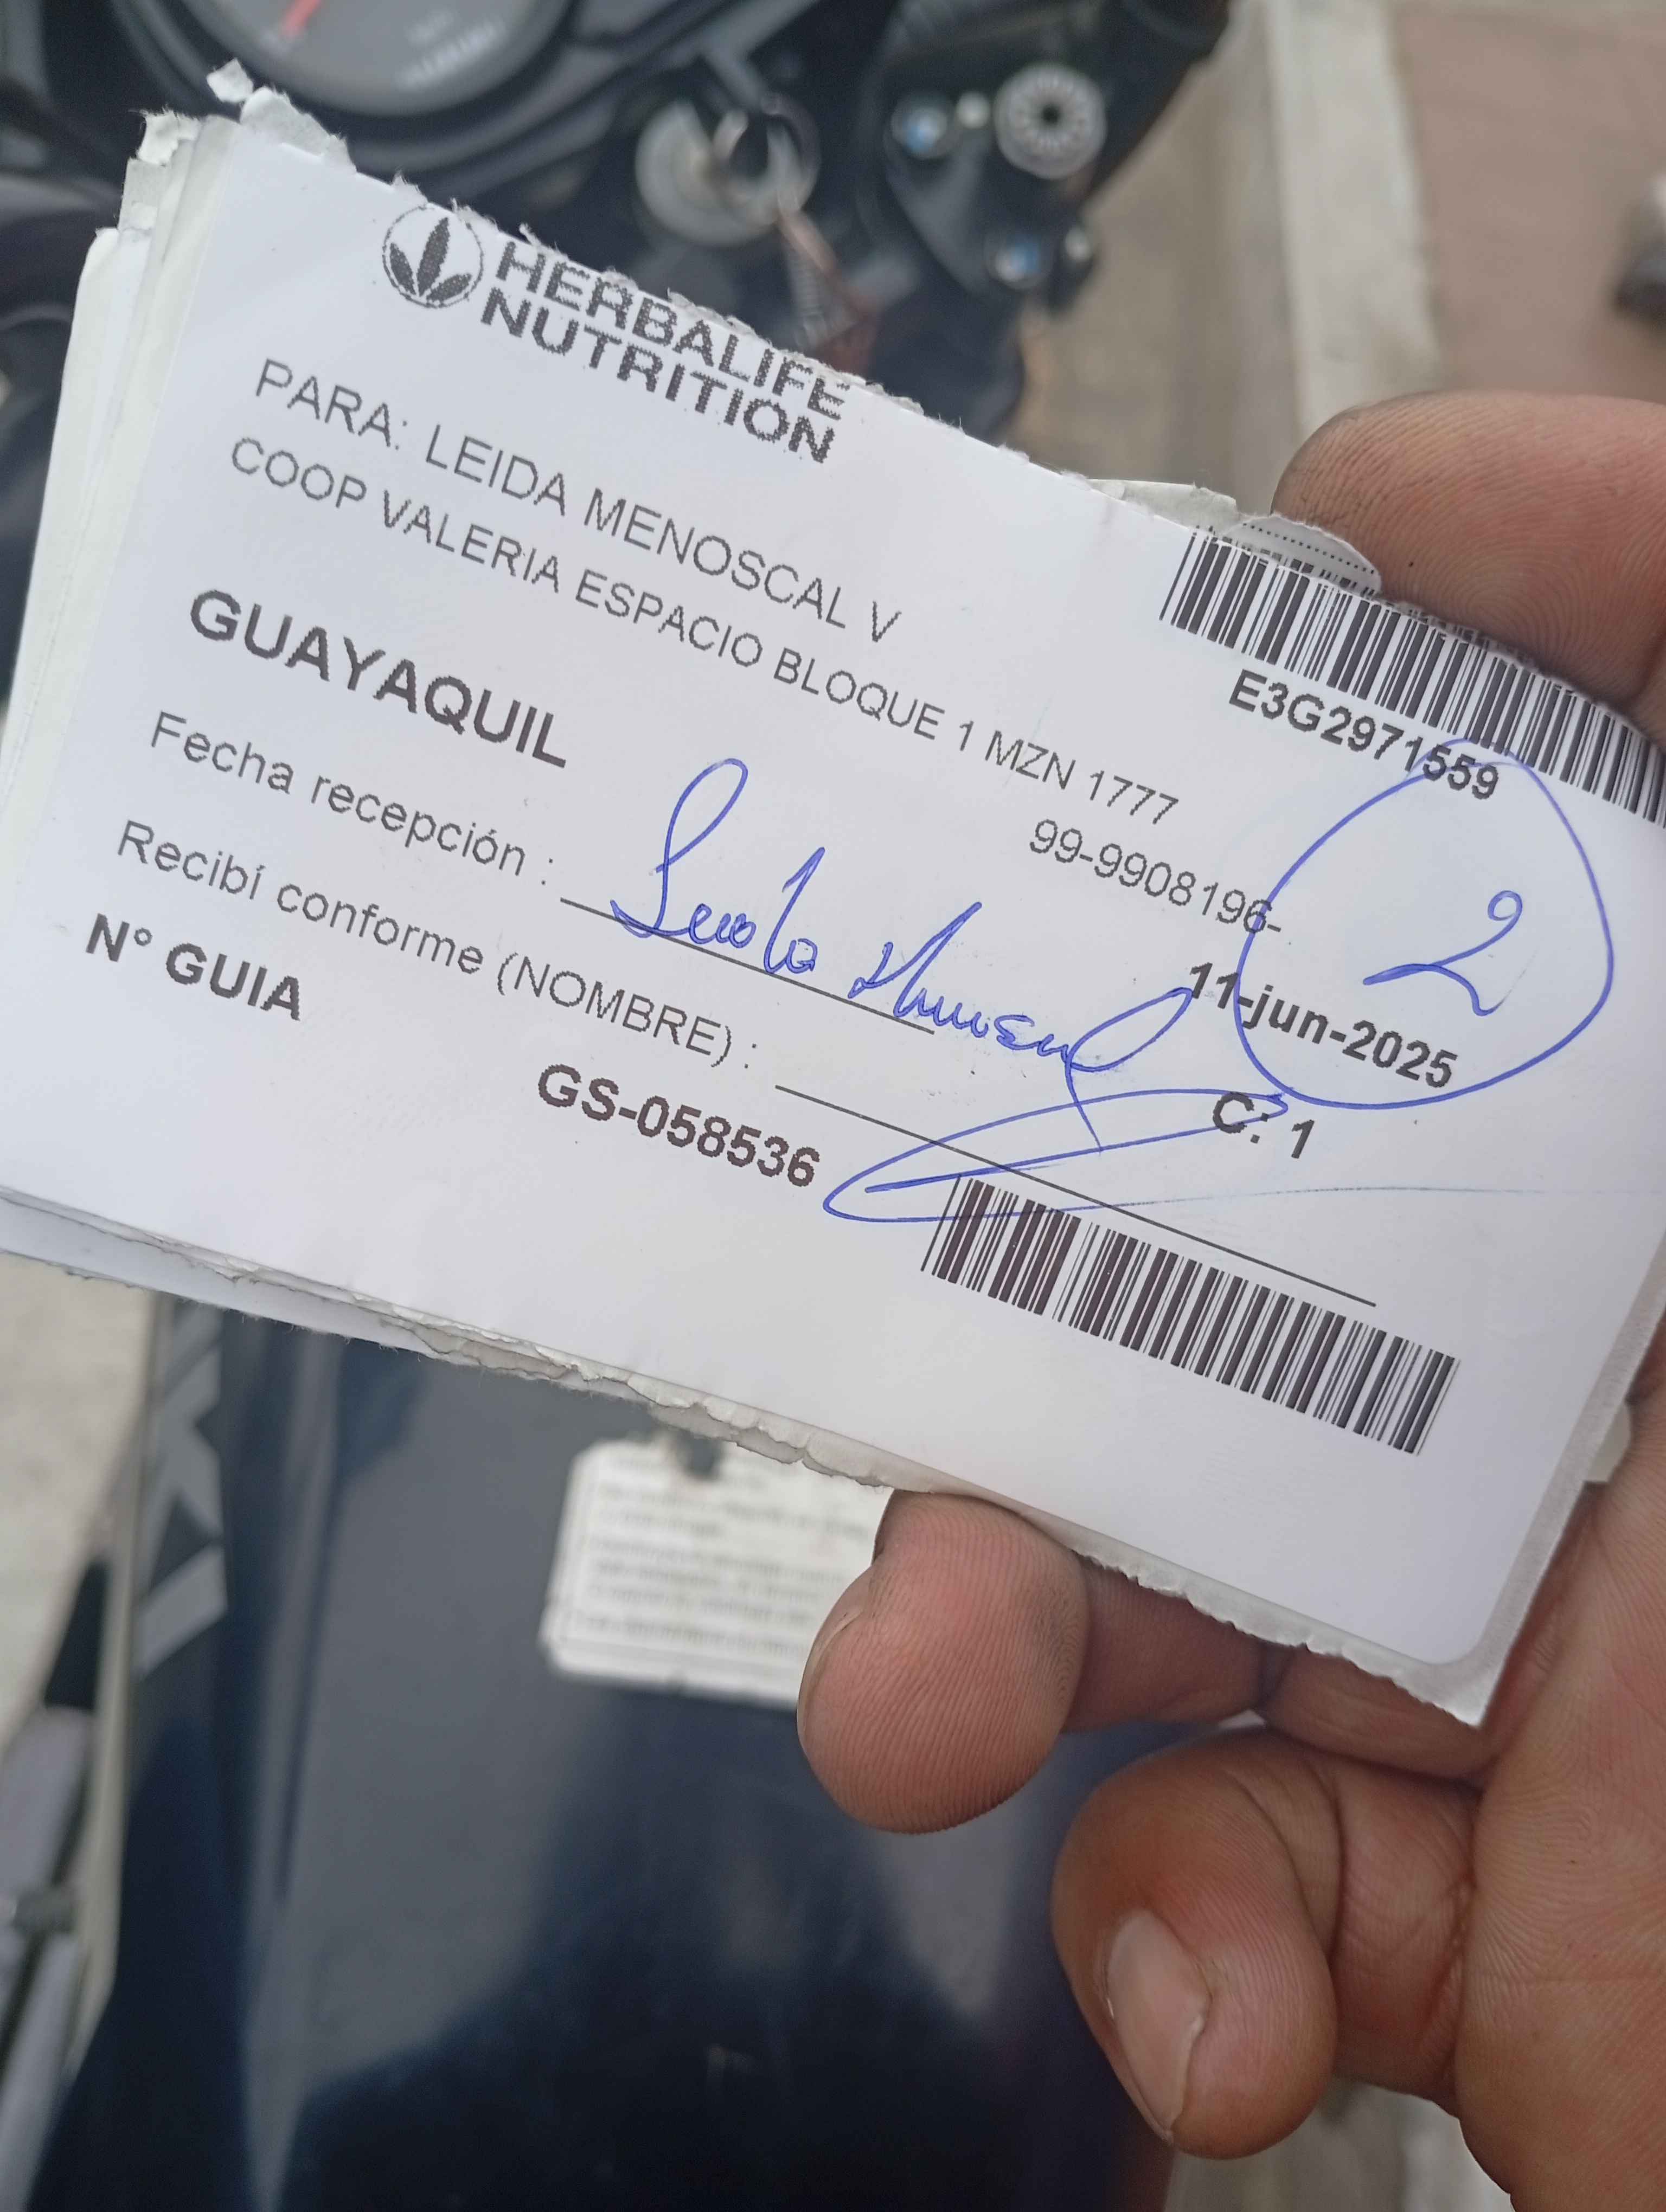 HERBALIFE
NUTRITION
PARA: LEIDA MENOSCAL V
COOP VALERIA ESPACIO BLOQUE 1 MZN 1777
E3G2971559
GUAYAQUIL
99-9908196-
2
Fecha recepción :
11-jun-2025
Recibí conforme (NOMBRE) :
C: 1
N° GUIA
GS-058536